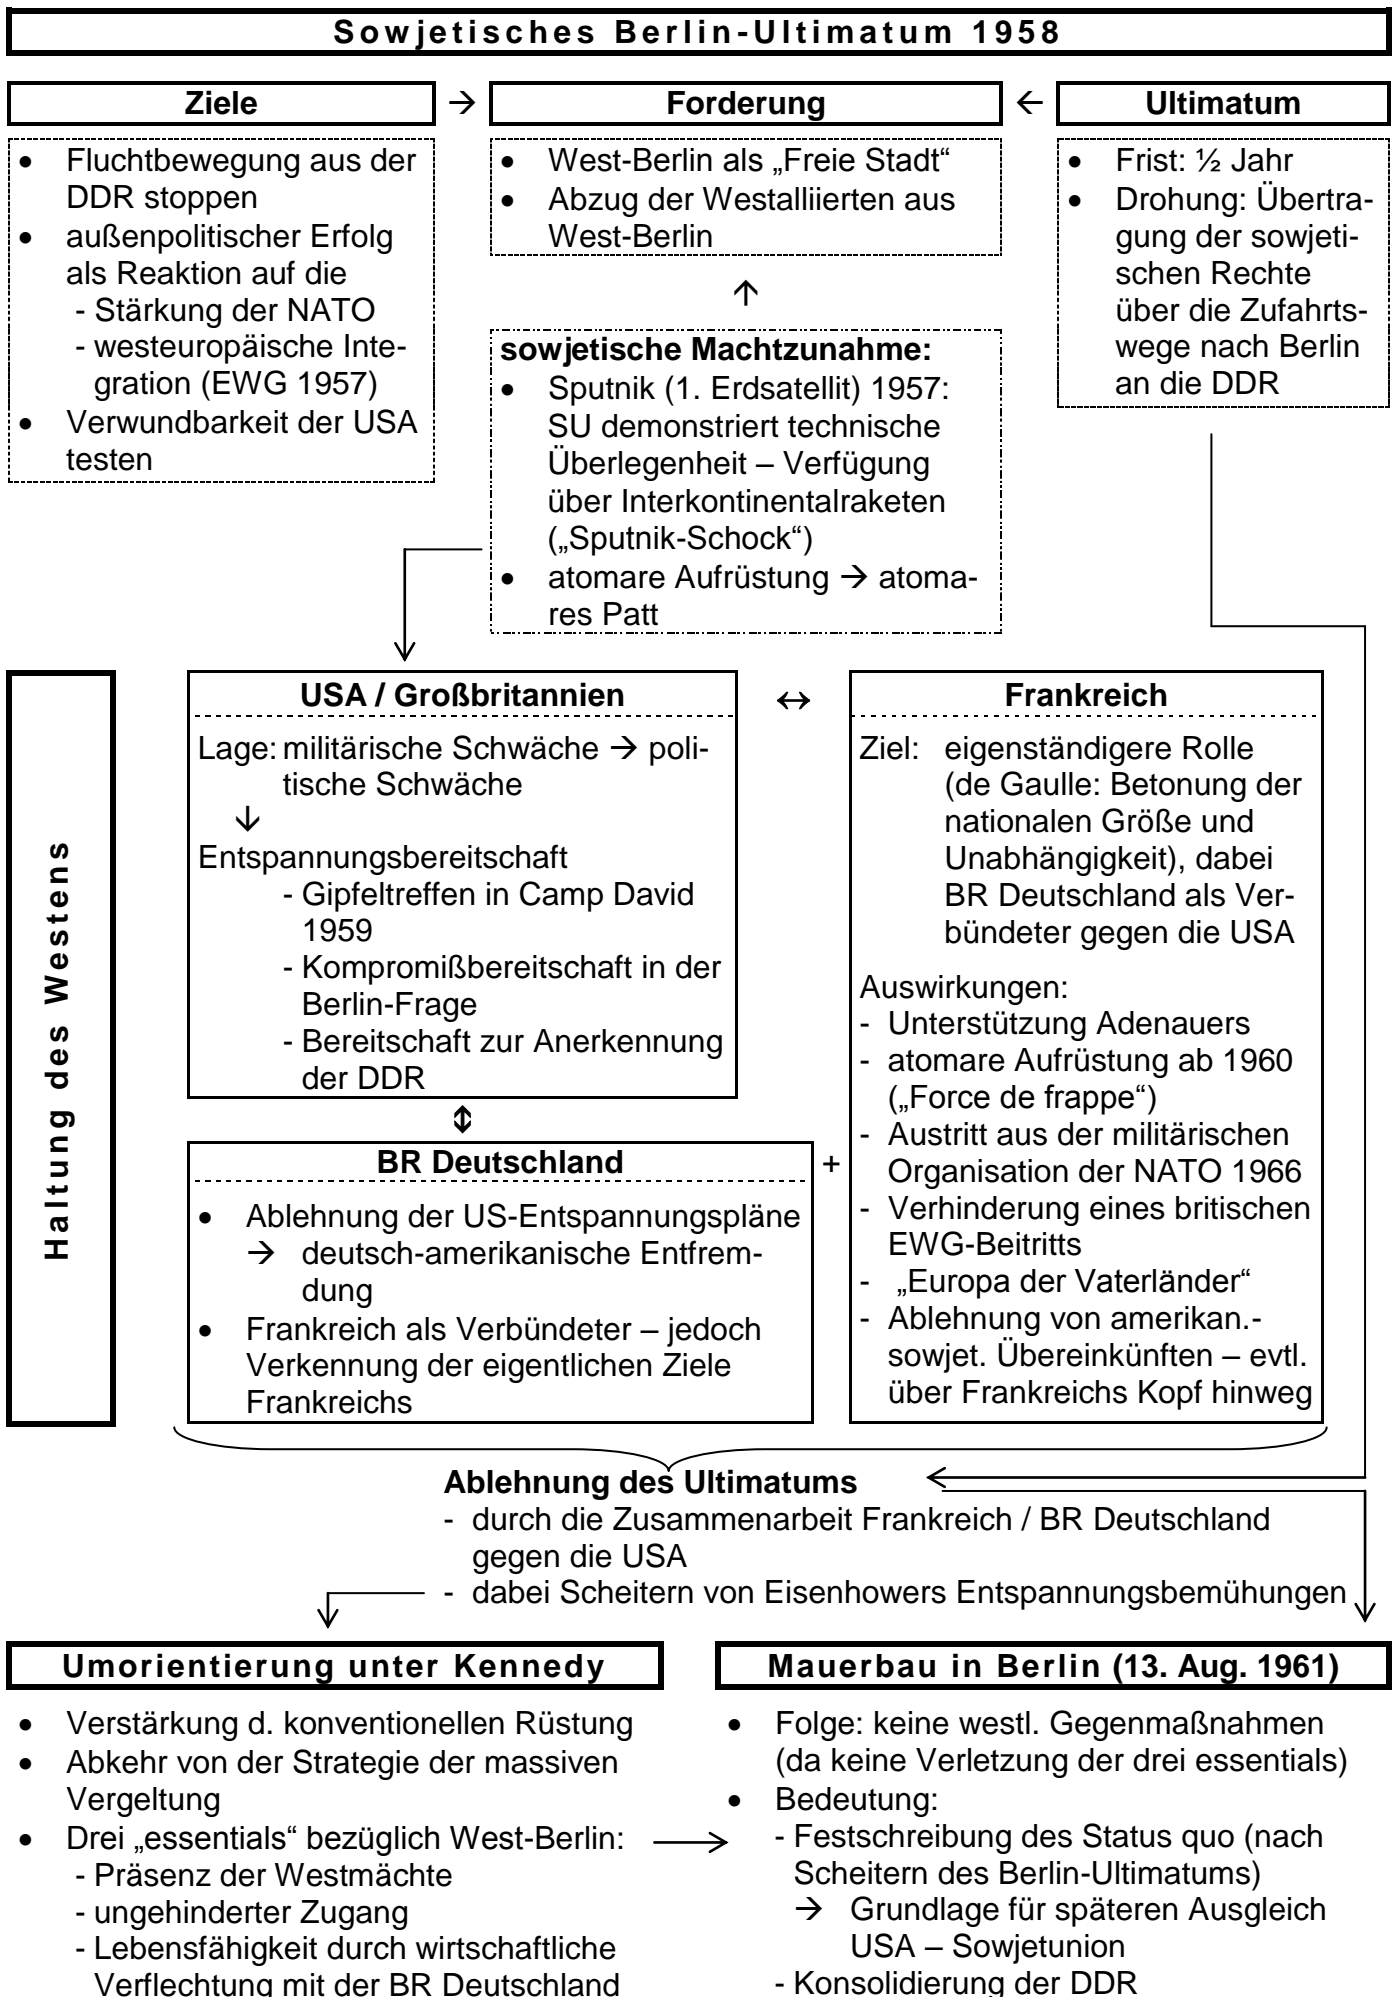 Sowjetisches Berlin-Ultimatum 1958
Ziele
→
Forderung
←
Ultimatum
• Fluchtbewegung aus der
DDR stoppen
• außenpolitischer Erfolg
als Reaktion auf die
- Stärkung der NATO
- westeuropäische Inte-
gration (EWG 1957)
• Verwundbarkeit der USA
testen
• West-Berlin als „Freie Stadt“
• Abzug der Westalliierten aus
West-Berlin
↑
sowjetische Machtzunahme:
• Sputnik (1. Erdsatellit) 1957:
SU demonstriert technische
Überlegenheit – Verfügung
über Interkontinentalraketen
(„Sputnik-Schock“)
• atomare Aufrüstung → atoma-
res Patt
• Frist: ½ Jahr
• Drohung: Übertra-
gung der sowjeti-
schen Rechte
über die Zufahrts-
wege nach Berlin
an die DDR
Haltung des Westens
USA / Großbritannien
Lage: militärische Schwäche → poli-
tische Schwäche
↓
Entspannungsbereitschaft
- Gipfeltreffen in Camp David
1959
- Kompromißbereitschaft in der
Berlin-Frage
- Bereitschaft zur Anerkennung
der DDR
↕
BR Deutschland
• Ablehnung der US-Entspannungspläne
→ deutsch-amerikanische Entfrem-
dung
• Frankreich als Verbündeter – jedoch
Verkennung der eigentlichen Ziele
Frankreichs
↔
+
Frankreich
Ziel: eigenständigere Rolle
(de Gaulle: Betonung der
nationalen Größe und
Unabhängigkeit), dabei
BR Deutschland als Ver-
bündeter gegen die USA
Auswirkungen:
- Unterstützung Adenauers
- atomare Aufrüstung ab 1960
(„Force de frappe“)
- Austritt aus der militärischen
Organisation der NATO 1966
- Verhinderung eines britischen
EWG-Beitritts
- „Europa der Vaterländer“
- Ablehnung von amerikan.-
sowjet. Übereinkünften – evtl.
über Frankreichs Kopf hinweg
Ablehnung des Ultimatums
- durch die Zusammenarbeit Frankreich / BR Deutschland
gegen die USA
- dabei Scheitern von Eisenhowers Entspannungsbemühungen
Umorientierung unter Kennedy
• Verstärkung d. konventionellen Rüstung
• Abkehr von der Strategie der massiven
Vergeltung
• Drei „essentials“ bezüglich West-Berlin:
- Präsenz der Westmächte
- ungehinderter Zugang
- Lebensfähigkeit durch wirtschaftliche
Verflechtung mit der BR Deutschland
Mauerbau in Berlin (13. Aug. 1961)
• Folge: keine westl. Gegenmaßnahmen
(da keine Verletzung der drei essentials)
• Bedeutung:
- Festschreibung des Status quo (nach
Scheitern des Berlin-Ultimatums)
→ Grundlage für späteren Ausgleich
USA – Sowjetunion
- Konsolidierung der DDR